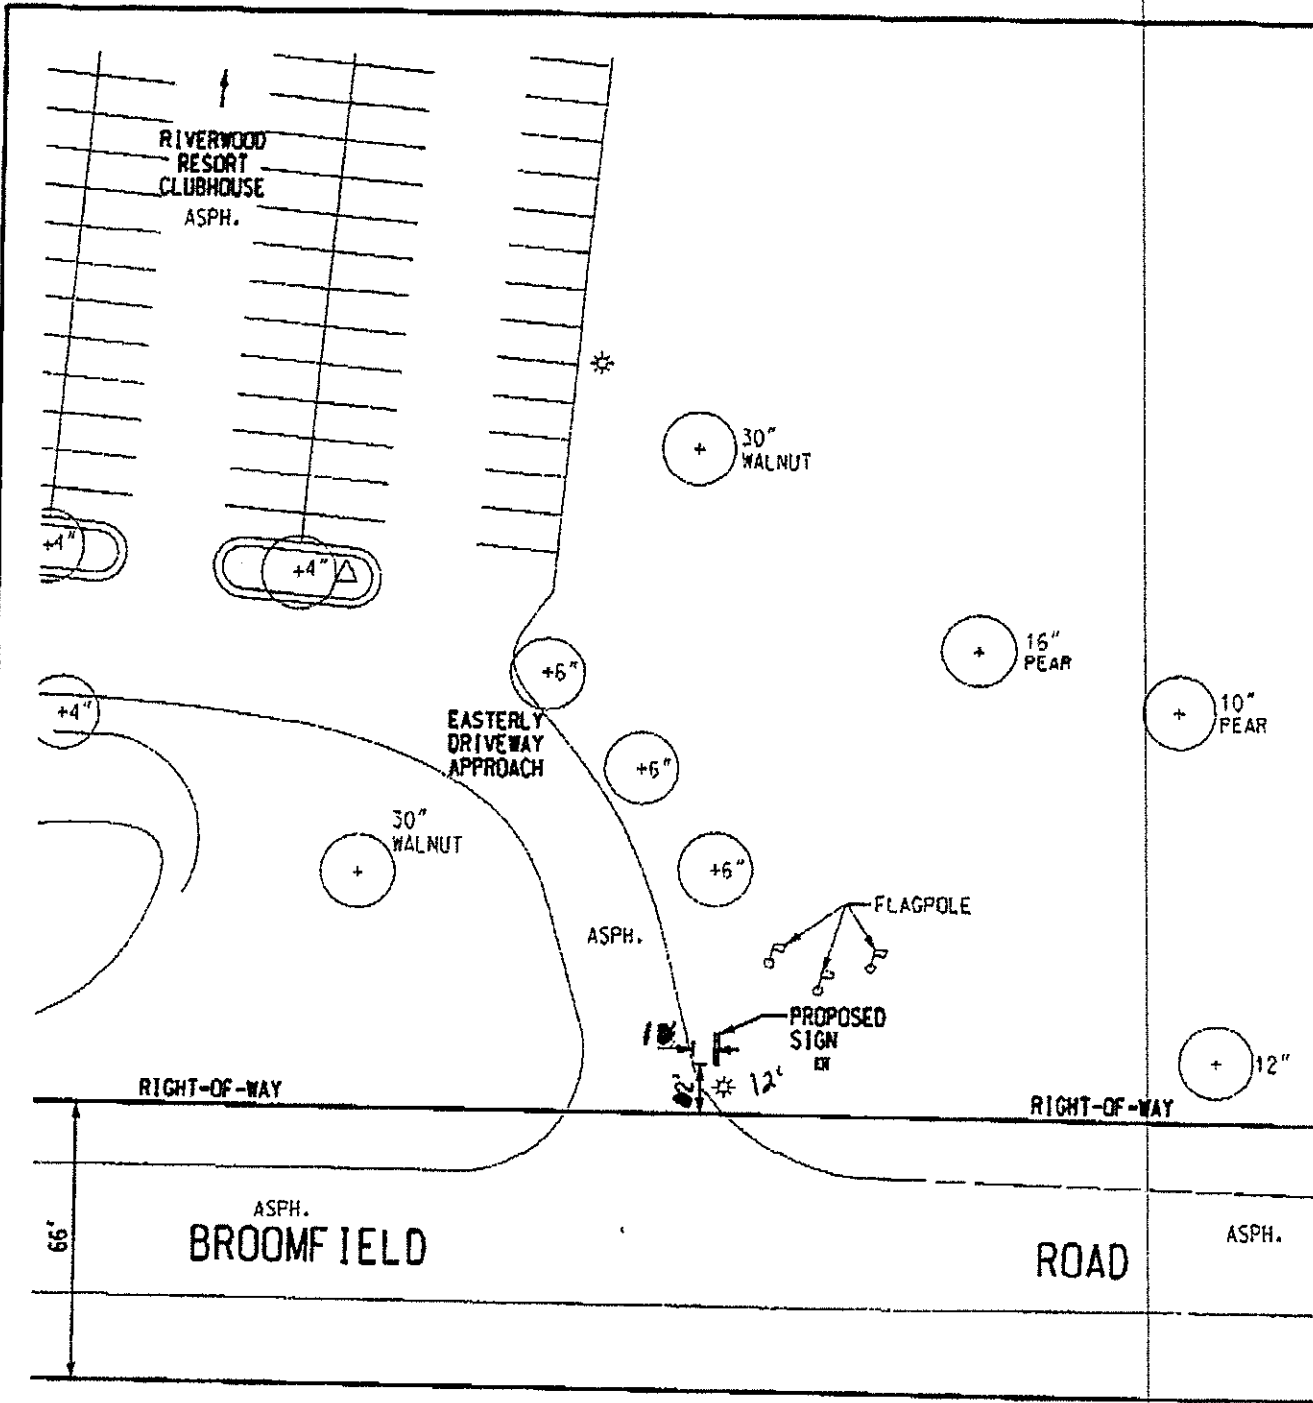 RIVERWOOD
RESORT
CLUBHOUSE
ASPH.
30"
WALNUT
+4"
+4"
16"
PEAR
+6"
10"
PEAR
+4"
EASTERLY
DRIVEWAY
APPROACH
+6"
30"
WALNUT
+6"
FLAGPOLE
ASPH.
PROPOSED
SIGN
12'
12"
RIGHT-OF-WAY
RIGHT-OF-WAY
66'
ASPH.
BROOMFIELD
ROAD
ASPH.